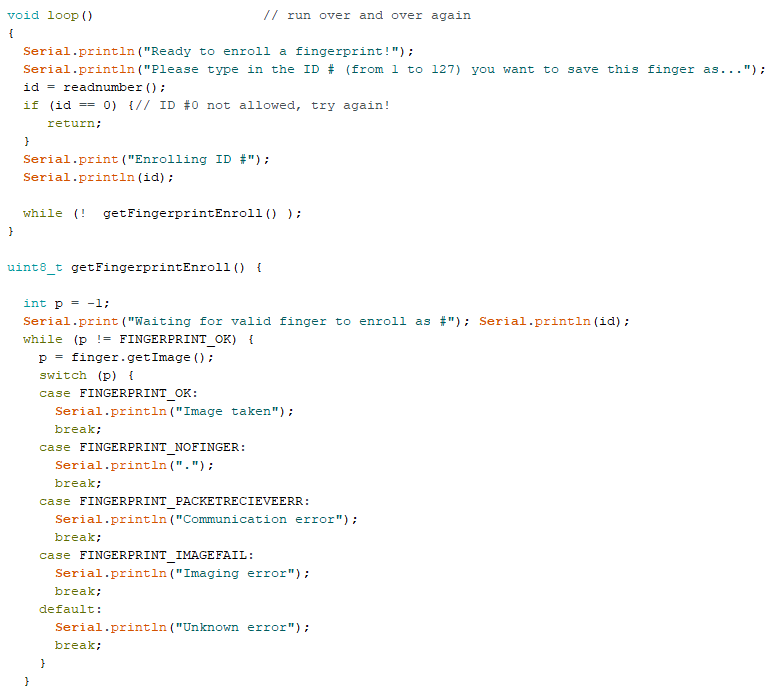 void loop()                     // run over and over again
{
  Serial.println("Ready to enroll a fingerprint!");
  Serial.println("Please type in the ID # (from 1 to 127) you want to save this finger as...");
  id = readnumber();
  if (id == 0) {// ID #0 not allowed, try again!
     return;
  }
  Serial.print("Enrolling ID #");
  Serial.println(id);

  while (!  getFingerprintEnroll() );
}

uint8_t getFingerprintEnroll() {

  int p = -1;
  Serial.print("Waiting for valid finger to enroll as #"); Serial.println(id);
  while (p != FINGERPRINT_OK) {
    p = finger.getImage();
    switch (p) {
    case FINGERPRINT_OK:
      Serial.println("Image taken");
      break;
    case FINGERPRINT_NOFINGER:
      Serial.println(".");
      break;
    case FINGERPRINT_PACKETRECIEVEERR:
      Serial.println("Communication error");
      break;
    case FINGERPRINT_IMAGEFAIL:
      Serial.println("Imaging error");
      break;
    default:
      Serial.println("Unknown error");
      break;
    }
  }